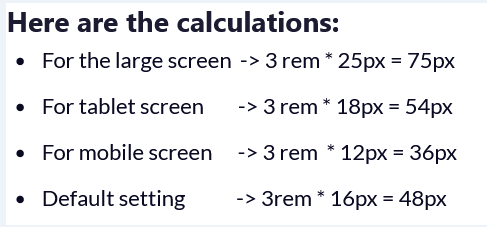 Here are the calculations:
• For the large screen -> 3 rem * 25px = 75px
• For tablet screen -> 3 rem * 18px = 54px
• For mobile screen -> 3 rem * 12px = 36px
• Default setting -> 3rem * 16px = 48px